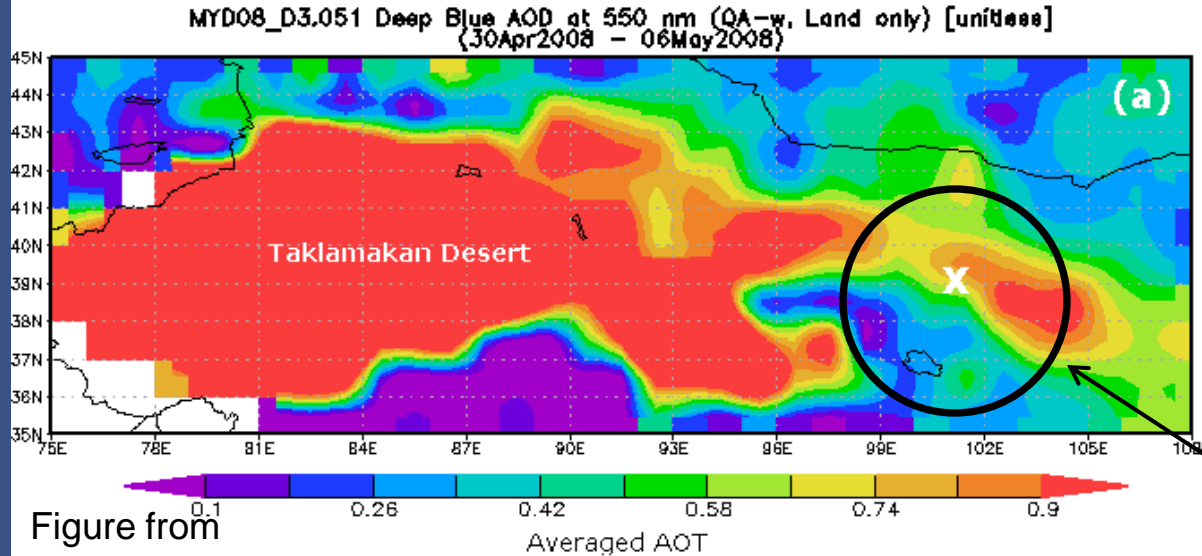 MYD08_D3.051 Deep Blue AOD at 550 nm (QA-w, Land only) [unitless]
(30Apr2008 - 06May2008)
45N
44N
(a)
43N
42N
41N
40N
Taklamakan Desert
39N
X
38N
37N
36N
35N
75E 78E 81E 84E 87E 90E 93E 96E 99E 102E 105E 108
0.1 0.26 0.42 0.58 0.74 0.9
Figure from
Averaged AOT